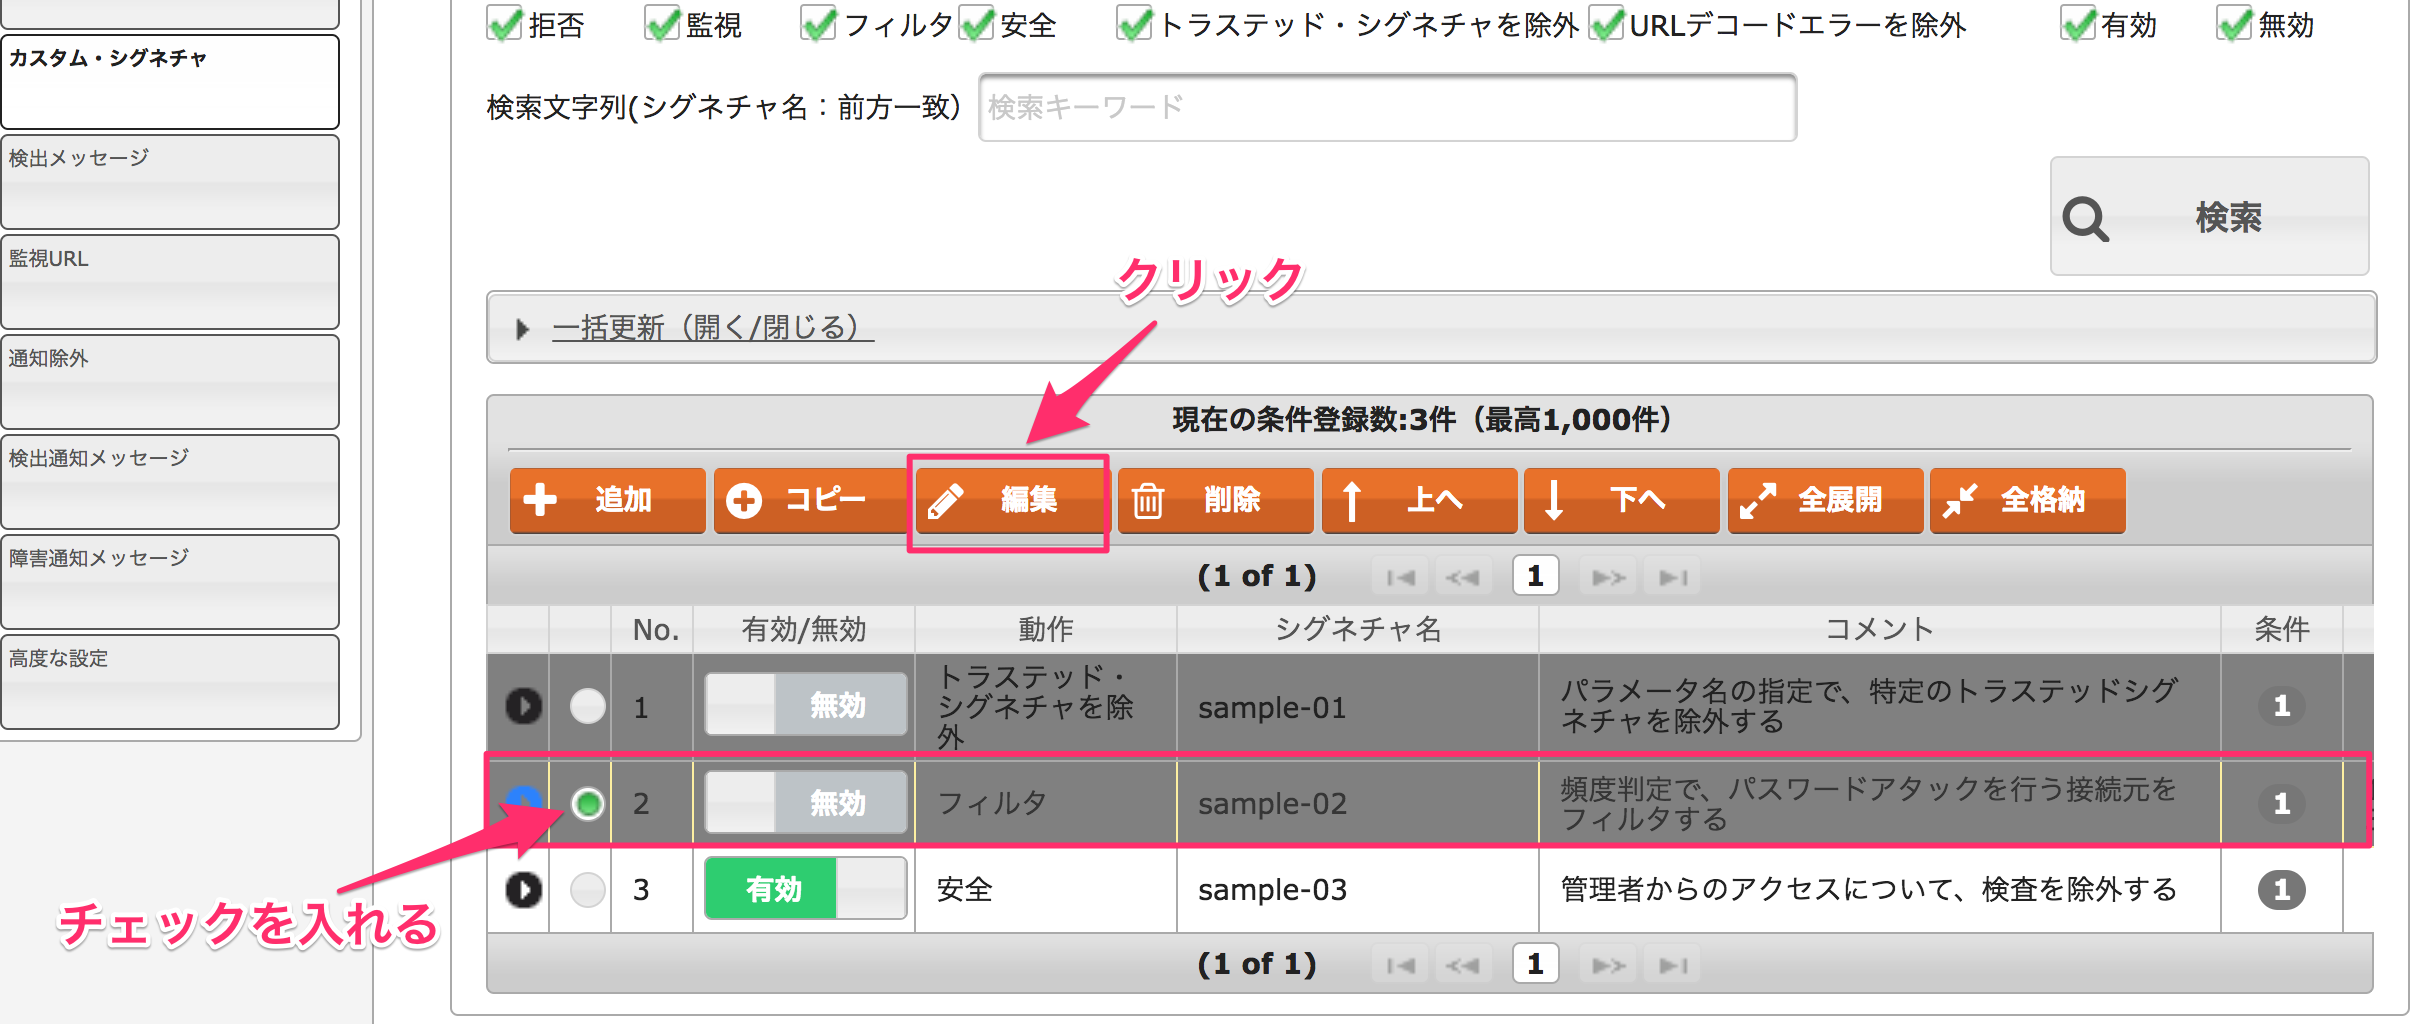 拒否 監視 フィルタ 安全 トラステッド・シグネチャを除外 URLデコードエラーを除外 有効 無効
カスタム・シグネチャ
検索文字列(シグネチャ名：前方一致) 検索キーワード
検出メッセージ
検索
監視URL
クリック
一括更新（開く/閉じる）
通知除外
現在の条件登録数:3件（最高1,000件）
検出通知メッセージ
追加 コピー 編集 削除 上へ 下へ 全展開 全格納
障害通知メッセージ
(1 of 1) 1
高度な設定
No. 有効/無効 動作 シグネチャ名 コメント 条件
1 無効 トラステッド・シグネチャを除外 sample-01 パラメータ名の指定で、特定のトラステッドシグネチャを除外する 1
2 無効 フィルタ sample-02 頻度判定で、パスワードアタックを行う接続元をフィルタする 1
3 有効 安全 sample-03 管理者からのアクセスについて、検査を除外する 1
チェックを入れる
(1 of 1) 1